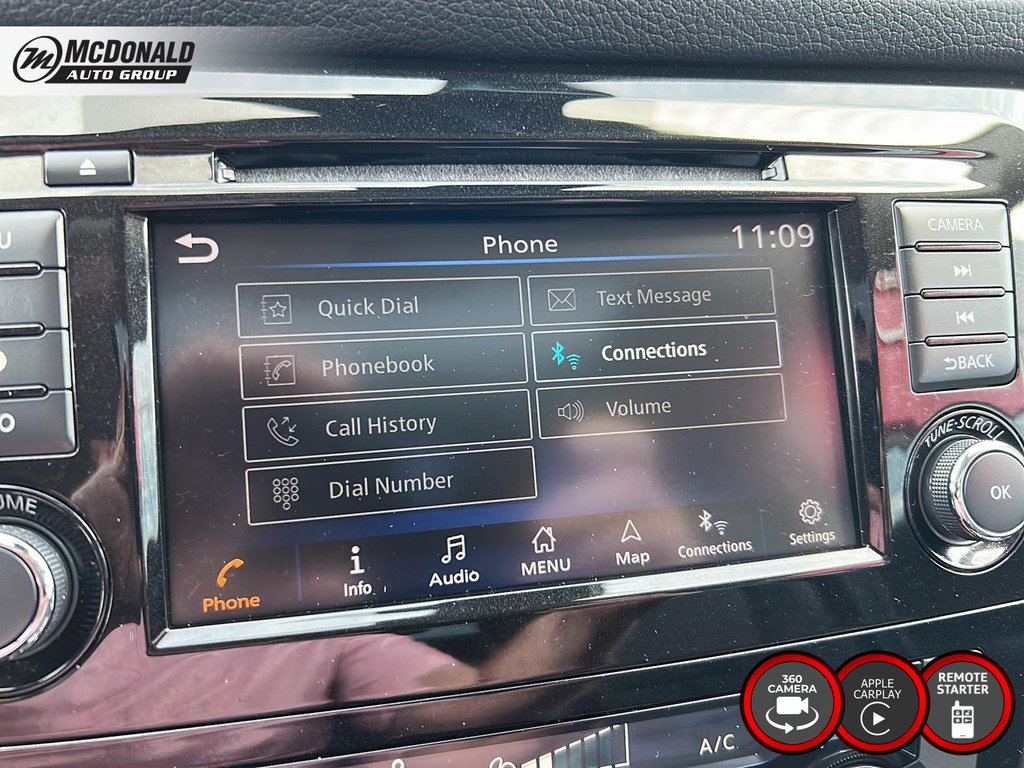 McDONALD
AUTO GROUP
Phone
11:09
Quick Dial
Text Message
Phonebook
Connections
Call History
Volume
Dial Number
Phone
Info
Audio
MENU
Map
Connections
Settings
CAMERA
BACK
TUNE·SCROLL
OK
A/C
360
CAMERA
APPLE
CARPLAY
REMOTE
STARTER